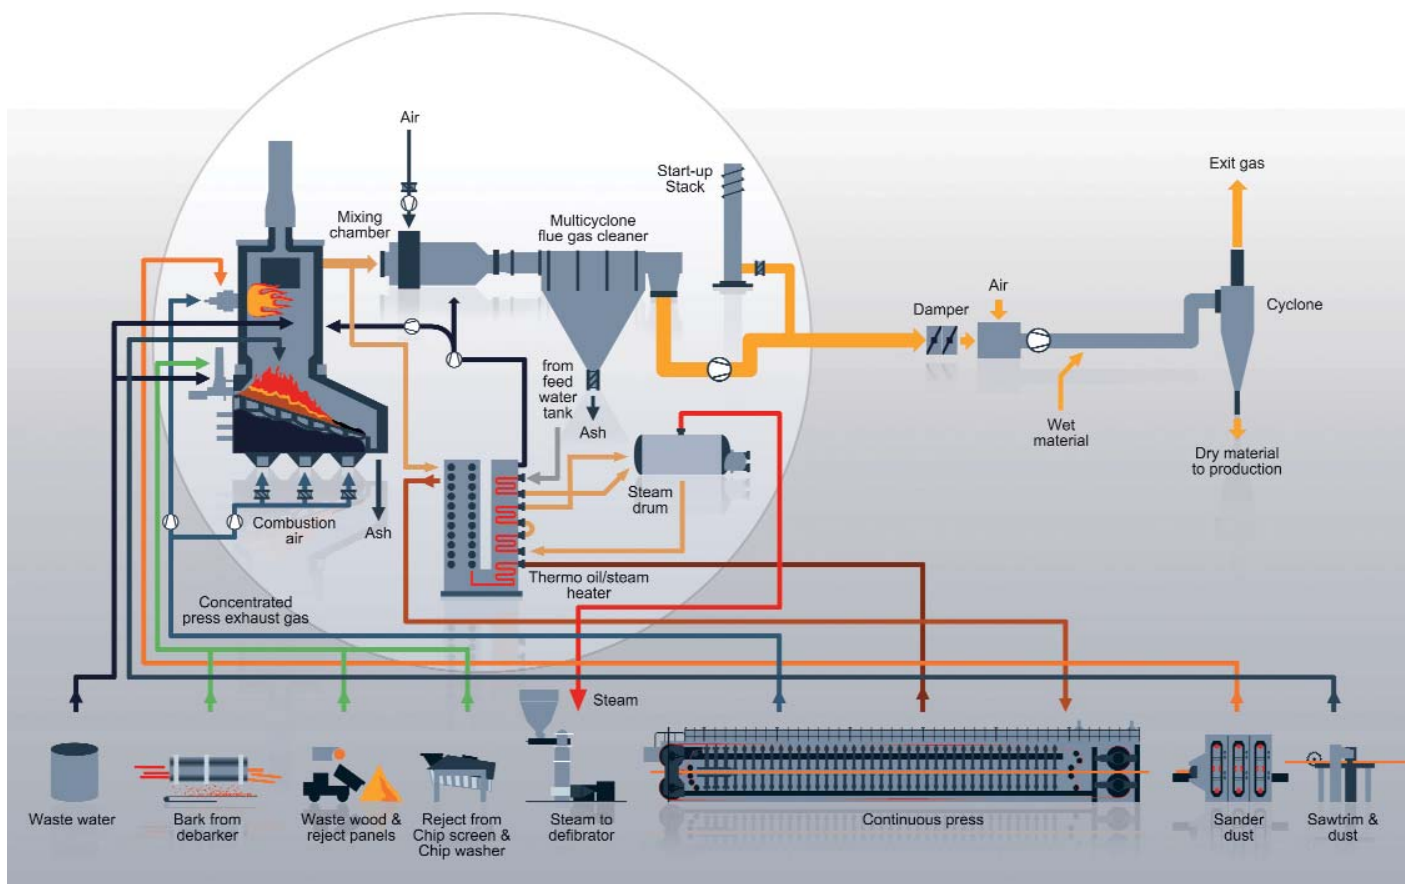 Air
Exit gas
Start-up
Stack
Mixing
chamber
Multicyclone
flue gas cleaner
Air
Damper
Cyclone
from
feed
water
tank
Wet
material
Ash
Dry material
to production
Steam
drum
Combustion
air
Ash
Thermo oil/steam
heater
Concentrated
press exhaust gas
Steam
Waste water
Bark from
debarker
Waste wood &
reject panels
Reject from
Chip screen &
Chip washer
Steam to
defibrator
Continuous press
Sander
dust
Sawtrim &
dust